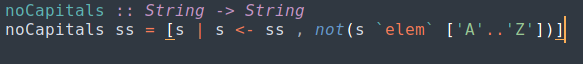 noCapitals :: String -> String
noCapitals ss = [s | s <- ss , not(s `elem` ['A'..'Z'])]